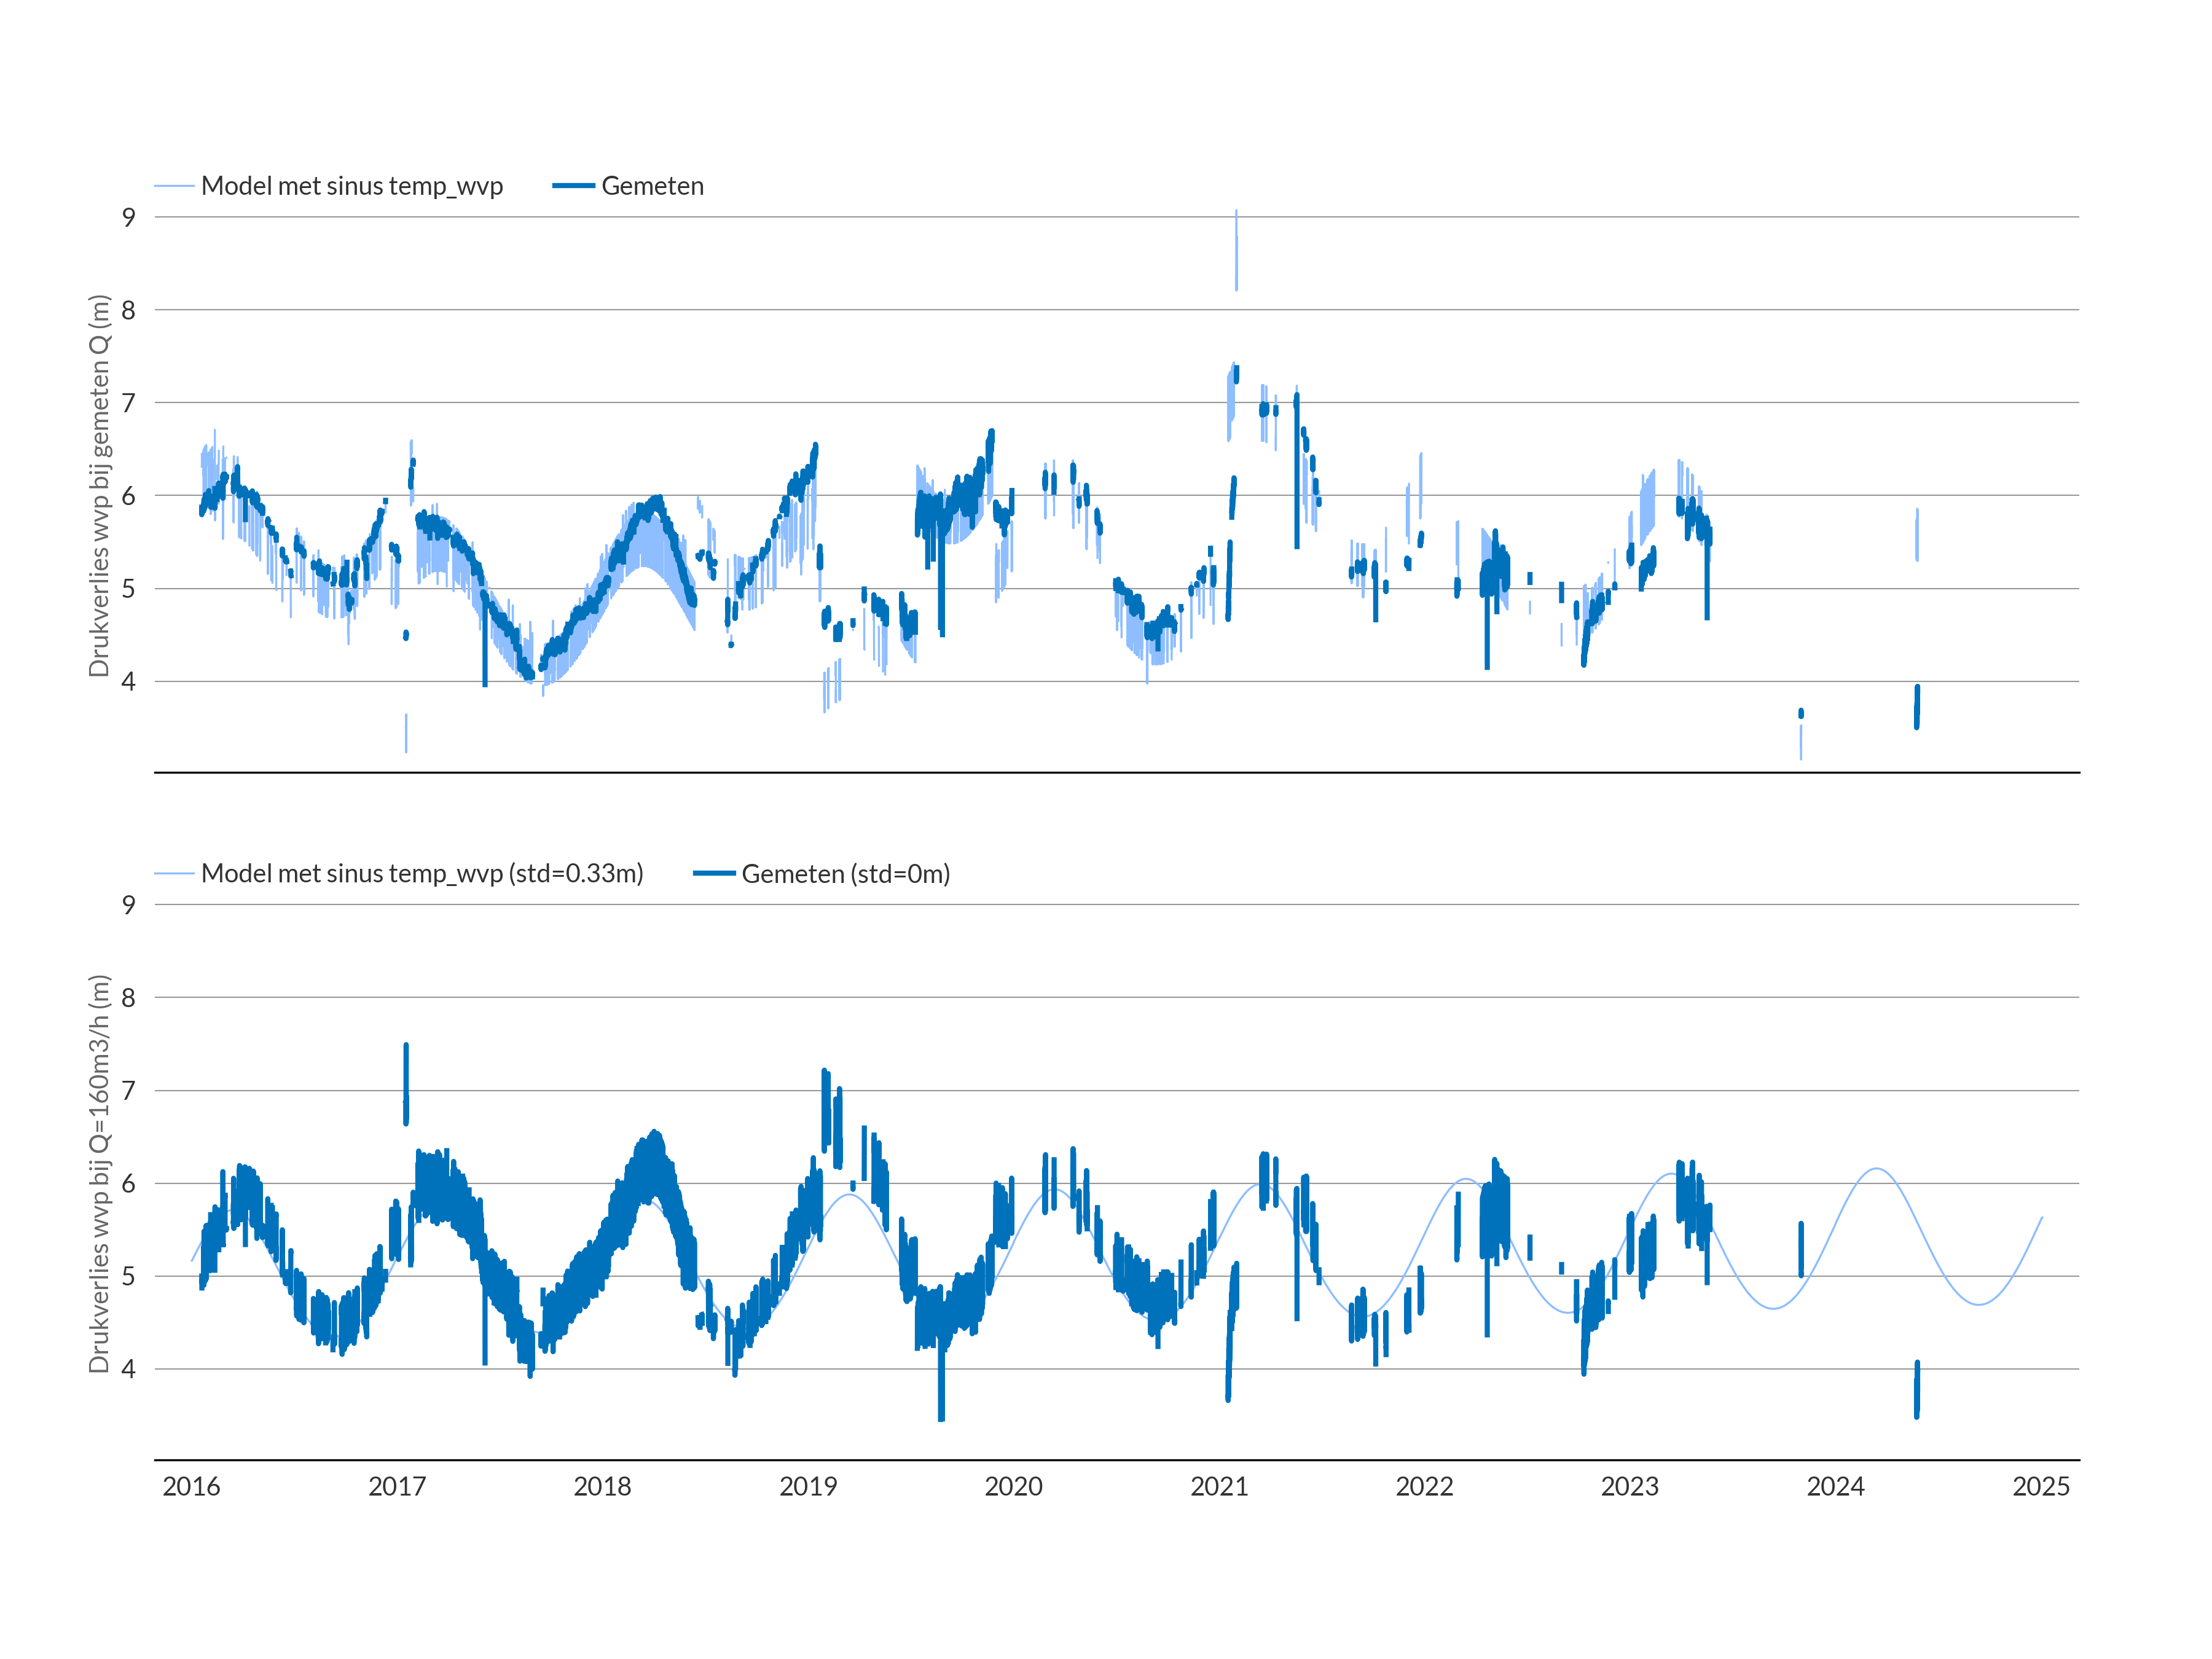 Model met sinus temp_wvp Gemeten
9
8
7
6
5
4
Drukverlies wvp bij gemeten Q (m)
Model met sinus temp_wvp (std=0.33m) Gemeten (std=0m)
9
8
7
6
5
4
Drukverlies wvp bij Q=160m3/h (m)
2016 2017 2018 2019 2020 2021 2022 2023 2024 2025